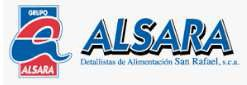 GRUPO
ALSARA
ALSARA
Detallistas de Alimentación San Rafael, s.c.a.